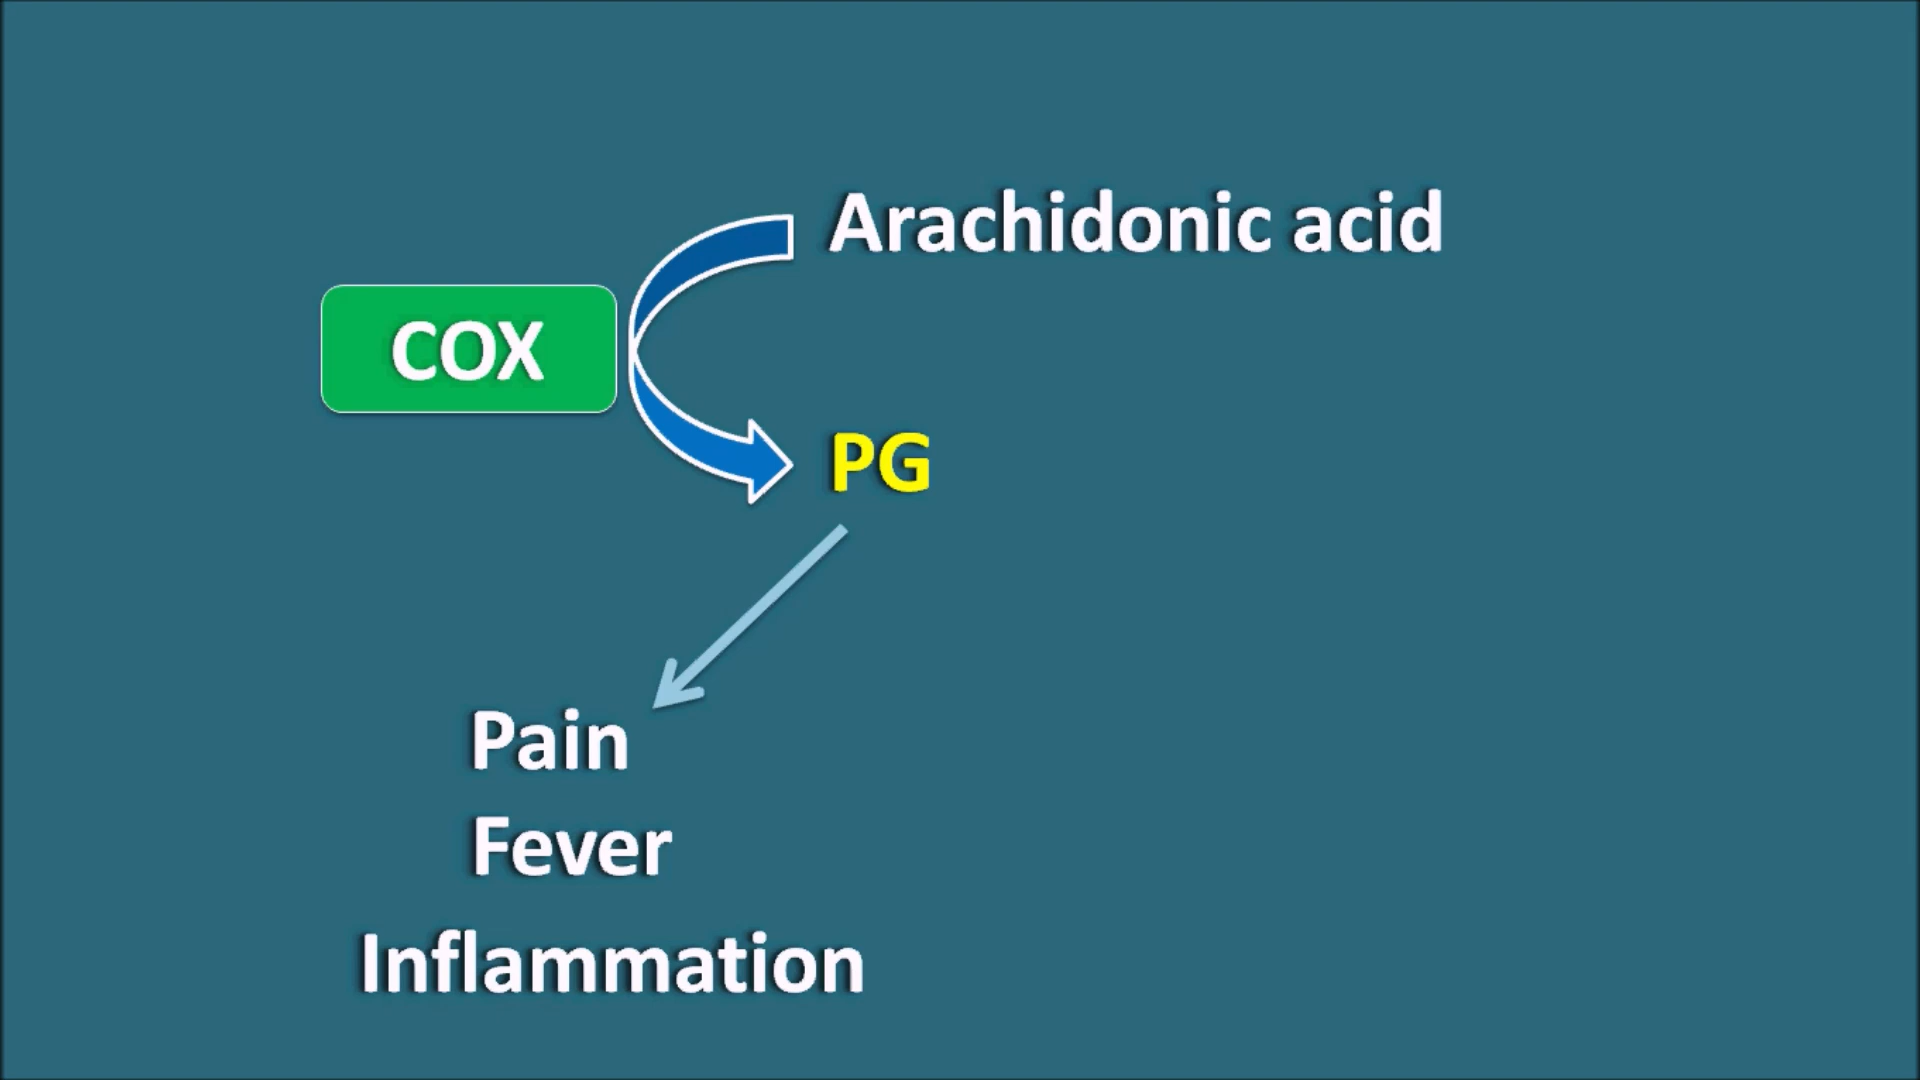 Arachidonic acid
COX
PG
Pain
Fever
Inflammation